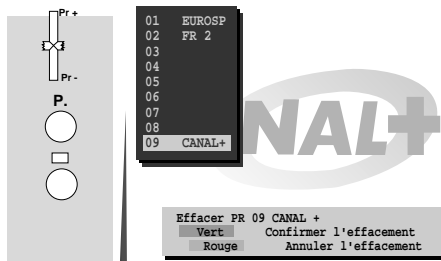 Pr +
Pr -
P.
01 EUROSP
02 FR 2
03
04
05
06
07
08
09 CANAL+
NAL+
Effacer PR 09 CANAL +
Vert Confirmer l'effacement
Rouge Annuler l'effacement